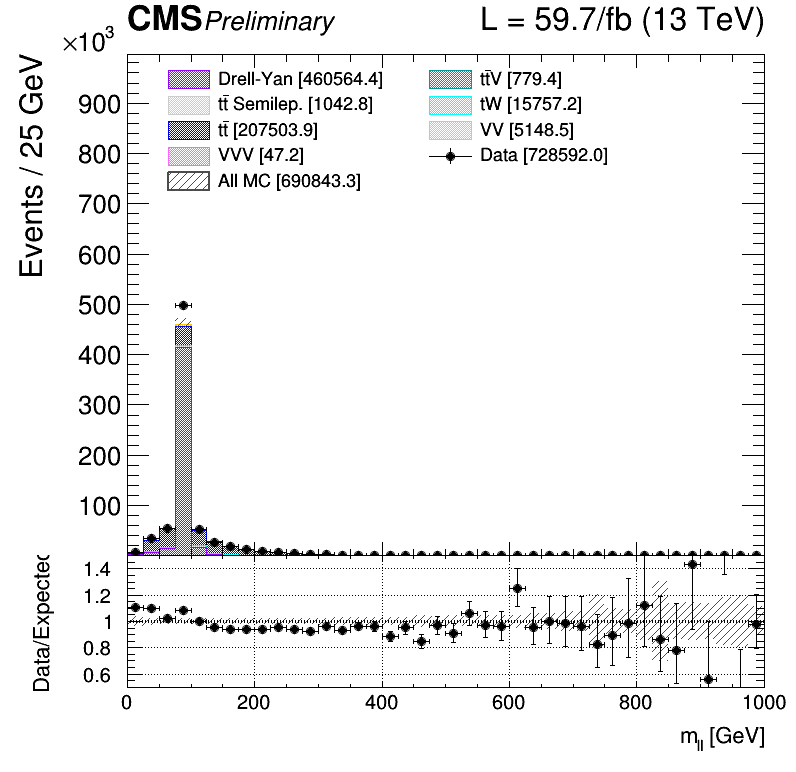 CMS Preliminary L = 59.7/fb (13 TeV)
×10³
Events / 25 GeV
Drell-Yan [460564.4]
tt̄ Semilep. [1042.8]
tt̄ [207503.9]
VVV [47.2]
All MC [690843.3]
tt̄V [779.4]
tW [15757.2]
VV [5148.5]
Data [728592.0]
900
800
700
600
500
400
300
200
100
Data/Expected
1.4
1.2
1
0.8
0.6
0 200 400 600 800 1000
m_ll [GeV]